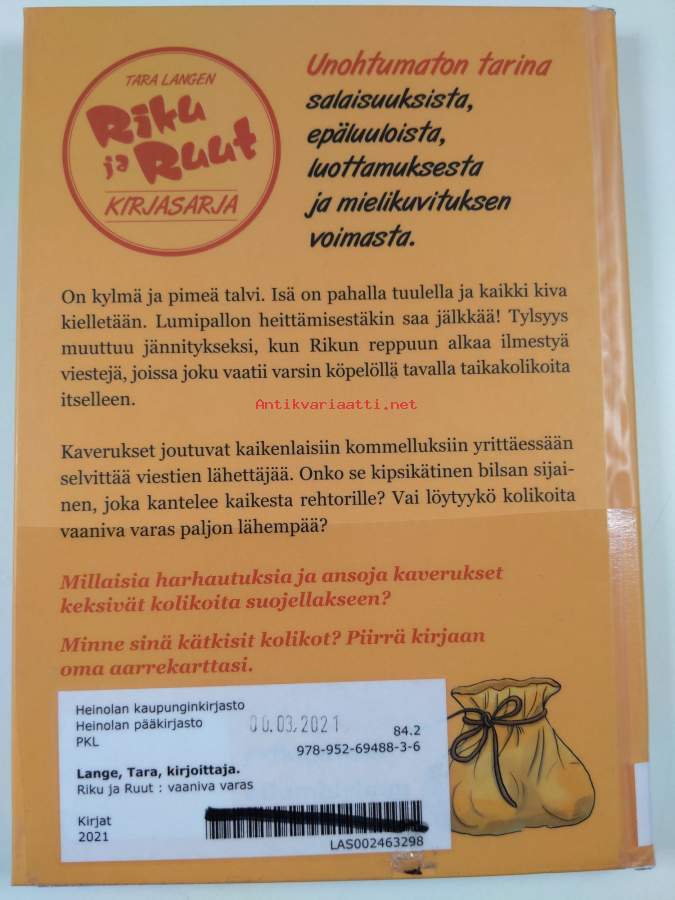 TARA LANGEN
Riku
ja Ruut
KIRJASARJA
Unohtumaton tarina
salaisuuksista,
epäluuloista,
luottamuksesta
ja mielikuvituksen
voimasta.
On kylmä ja pimeä talvi. Isä on pahalla tuulella ja kaikki kiva
kielletään. Lumipallon heittämisestäkin saa jälkkää! Tylsyys
muuttuu jännitykseksi, kun Rikun reppuun alkaa ilmestyä
viestejä, joissa joku vaatii varsin köpelöllä tavalla taikakolikoita
itselleen.
Antikvariaatti.net
Kaverukset joutuvat kaikenlaisiin kommelluksiin yrittäessään
selvittää viestien lähettäjää. Onko se kipsikätinen bilsan sijai-
nen, joka kantelee kaikesta rehtorille? Vai löytyykö kolikoita
vaaniva varas paljon lähempää?
Millaisia harhautuksia ja ansoja kaverukset
keksivät kolikoita suojellakseen?
Minne sinä kätkisit kolikot? Piirrä kirjaan
oma aarrekarttasi.
Heinolan kaupunginkirjasto
Heinolan pääkirjasto
PKL
03.2021
84.2
978-952-69488-3-6
Lange, Tara, kirjoittaja.
Riku ja Ruut : vaaniva varas
Kirjat
2021
LAS002463298